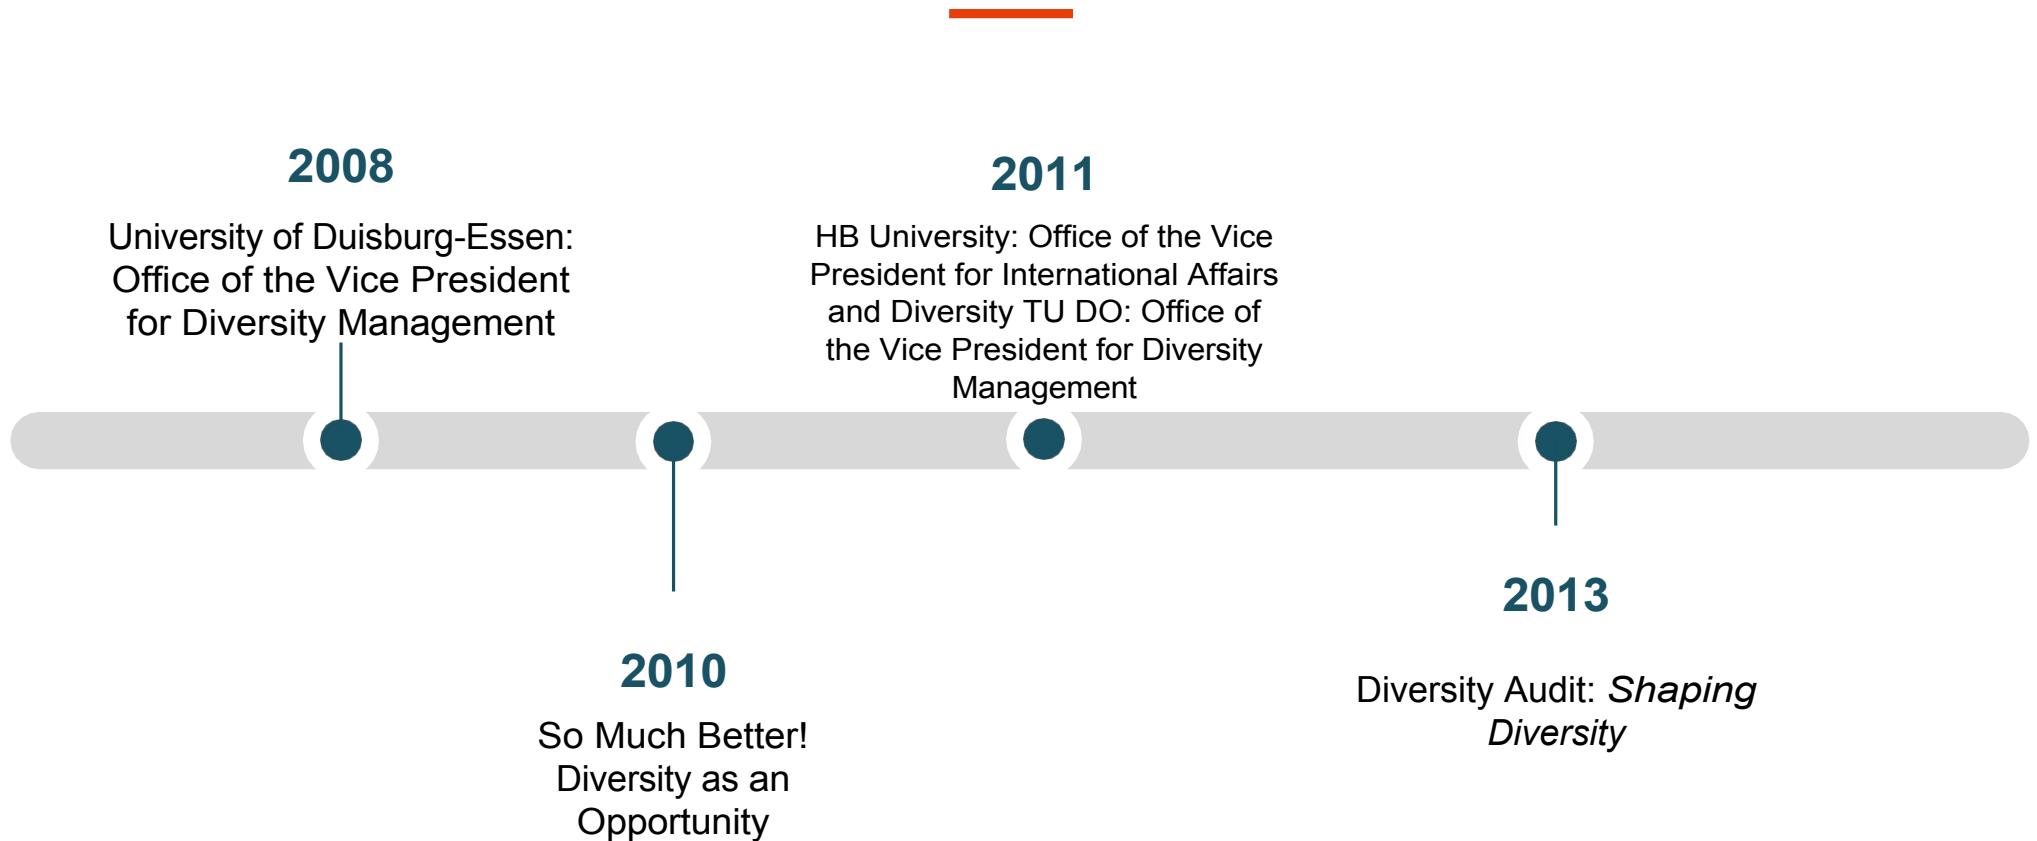 2008
University of Duisburg-Essen:
Office of the Vice President
for Diversity Management
2010
So Much Better!
Diversity as an
Opportunity
2011
HB University: Office of the Vice
President for International Affairs
and Diversity TU DO: Office of
the Vice President for Diversity
Management
2013
Diversity Audit: Shaping
Diversity